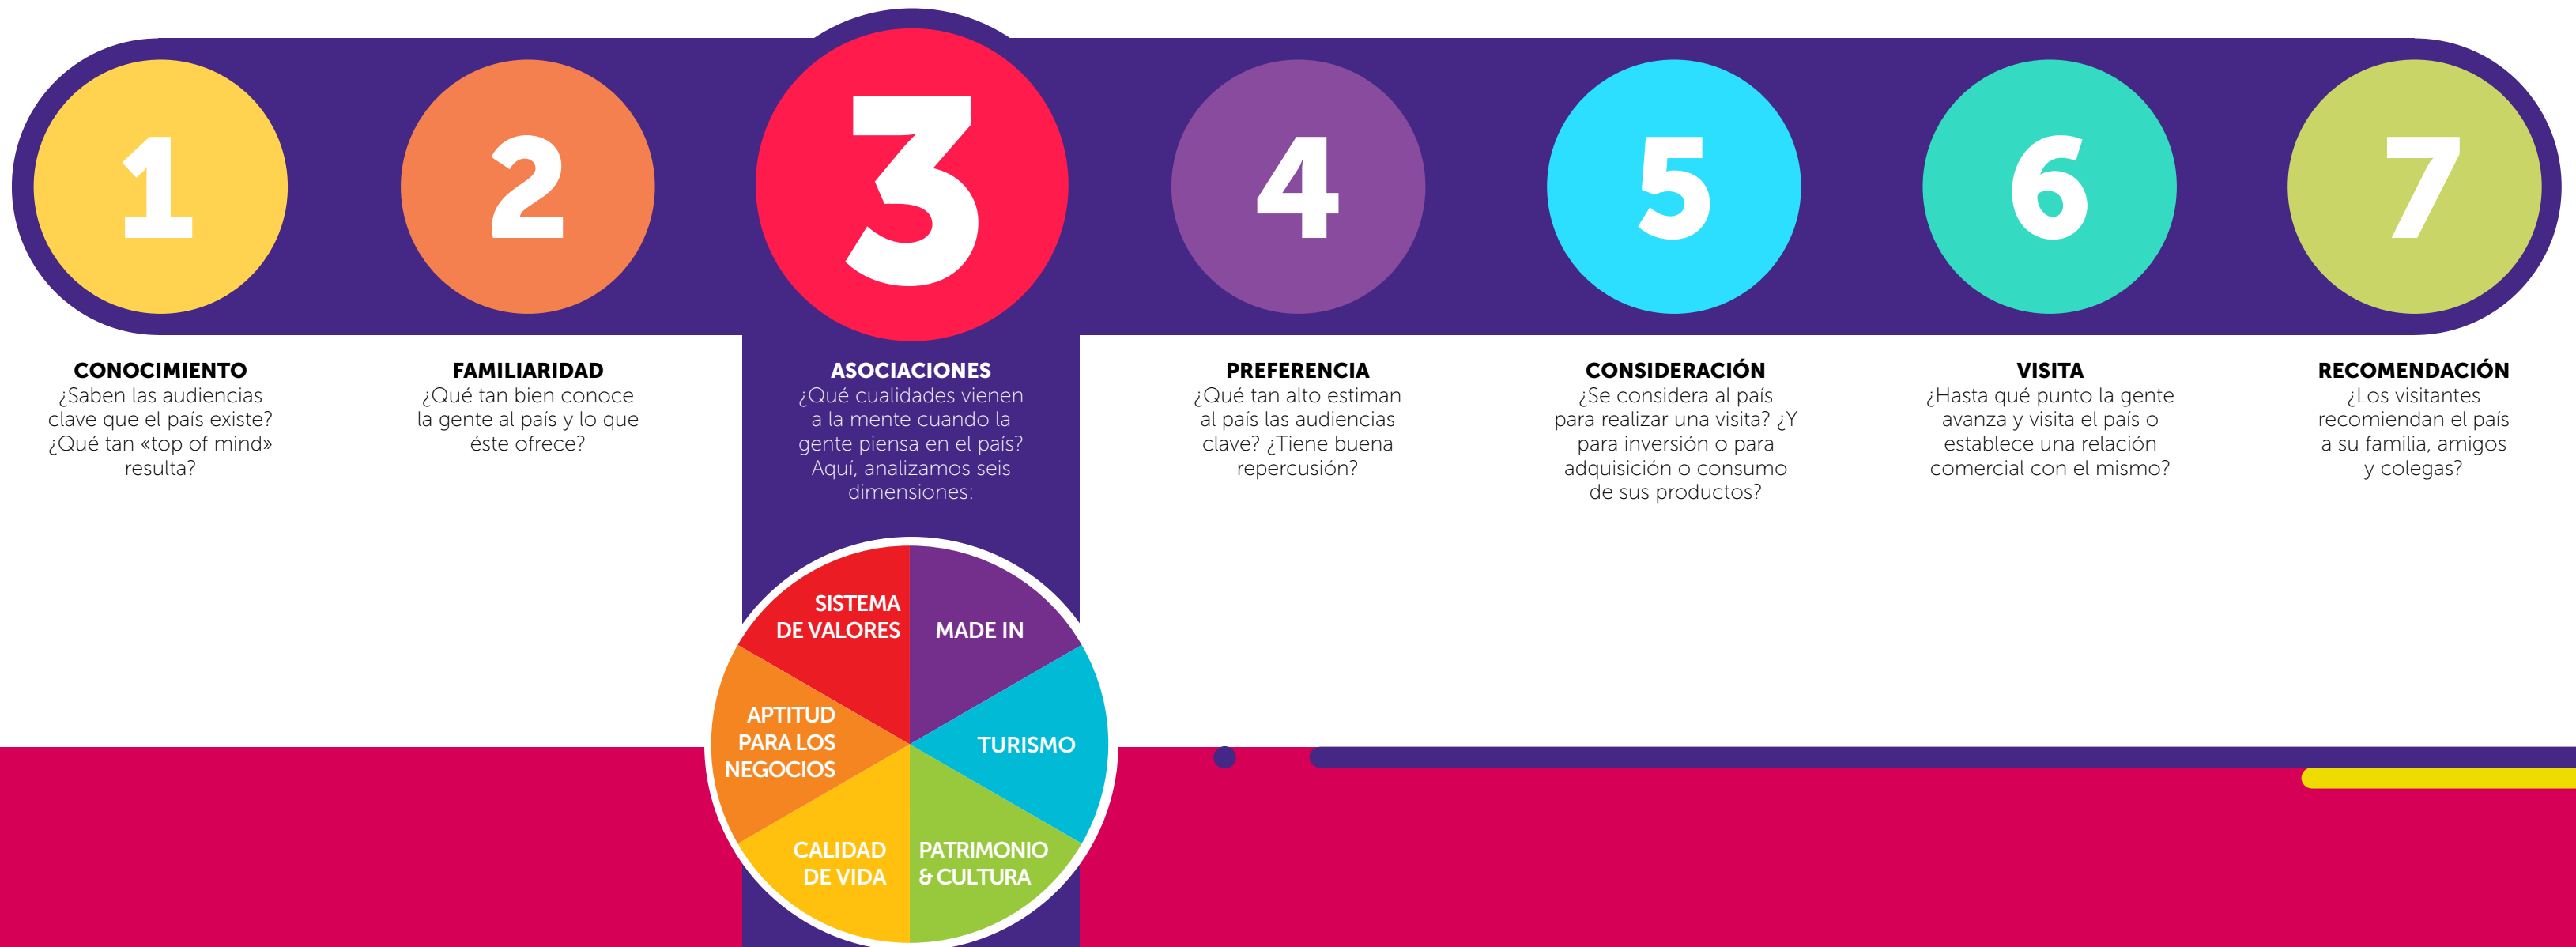 1
CONOCIMIENTO
¿Saben las audiencias
clave que el país existe?
¿Qué tan «top of mind»
resulta?
2
FAMILIARIDAD
¿Qué tan bien conoce
la gente al país y lo que
éste ofrece?
3
ASOCIACIONES
¿Qué cualidades vienen
a la mente cuando la
gente piensa en el país?
Aquí, analizamos seis
dimensiones:
SISTEMA
DE VALORES
MADE IN
APTITUD
PARA LOS
NEGOCIOS
TURISMO
CALIDAD
DE VIDA
PATRIMONIO
& CULTURA
4
PREFERENCIA
¿Qué tan alto estiman
al país las audiencias
clave? ¿Tiene buena
repercusión?
5
CONSIDERACIÓN
¿Se considera al país
para realizar una visita? ¿Y
para inversión o para
adquisición o consumo
de sus productos?
6
VISITA
¿Hasta qué punto la gente
avanza y visita el país o
establece una relación
comercial con el mismo?
7
RECOMENDACIÓN
¿Los visitantes
recomiendan el país
a su familia, amigos
y colegas?